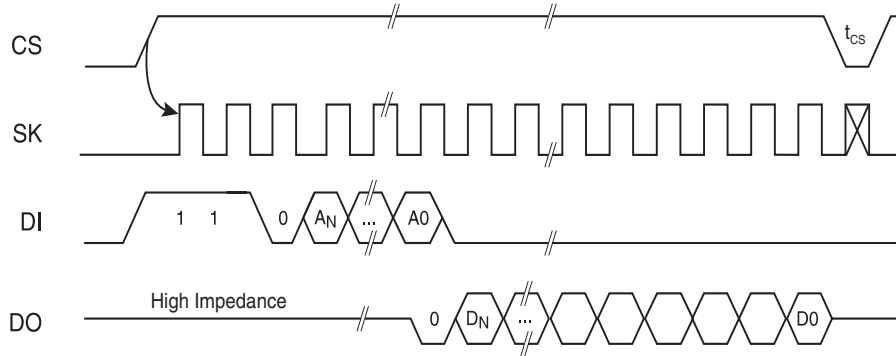 CS
t_CS
SK
DI
1 1 0 A_N ... A0
High Impedance
DO
0 D_N ... D0